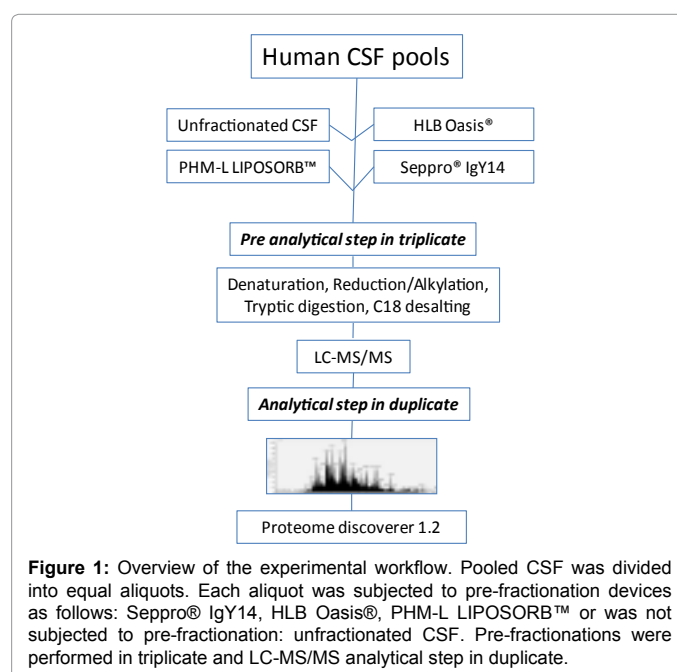 Human CSF pools
Unfractionated CSF
HLB Oasis®
PHM-L LIPOSORB™
Seppro® IgY14
Pre analytical step in triplicate
Denaturation, Reduction/Alkylation,
Tryptic digestion, C18 desalting
LC-MS/MS
Analytical step in duplicate
Proteome discoverer 1.2
Figure 1: Overview of the experimental workflow. Pooled CSF was divided
into equal aliquots. Each aliquot was subjected to pre-fractionation devices
as follows: Seppro® IgY14, HLB Oasis®, PHM-L LIPOSORB™ or was not
subjected to pre-fractionation: unfractionated CSF. Pre-fractionations were
performed in triplicate and LC-MS/MS analytical step in duplicate.